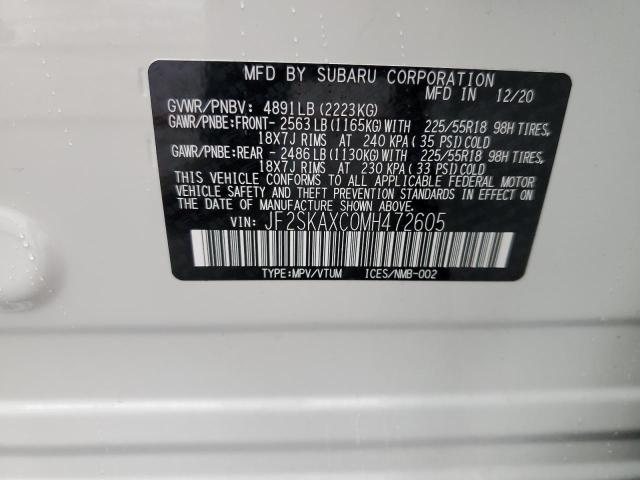 MFD BY SUBARU CORPORATION
MFD IN 12/20
GVWR/PNBV: 4891LB (2223KG)
GAWR/PNBE:FRONT- 2563LB (1165KG)WITH 225/55R18 98H TIRES,
18X7J RIMS AT 240 KPA ( 35 PSI)COLD
GAWR/PNBE:REAR - 2486LB (1130KG)WITH 225/55R18 98H TIRES,
18X7J RIMS AT 230 KPA ( 33 PSI)COLD
THIS VEHICLE CONFORMS TO ALL APPLICABLE FEDERAL MOTOR
VEHICLE SAFETY AND THEFT PREVENTION STANDARDS IN EFFECT ON
THE DATE OF MANUFACTURE SHOWN ABOVE.
VIN: JF2SKAXC0MH472605
TYPE:MPV/VTUM ICES/NMB-002